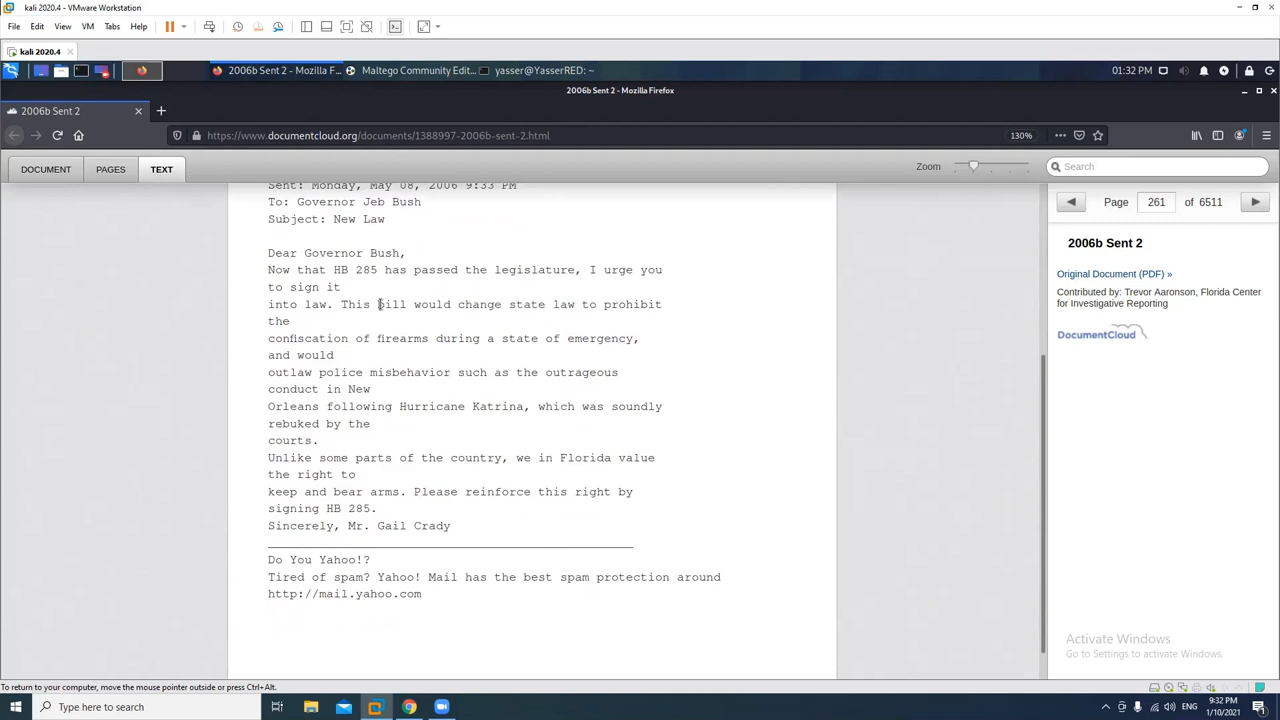 kali 2020.4 - VMware Workstation
File Edit View VM Tabs Help
kali 2020.4
2006b Sent 2 - Mozilla F... Maltego Community Edit... yasser@YasserRED: ~ 01:32 PM
2006b Sent 2 - Mozilla Firefox
2006b Sent 2
https://www.documentcloud.org/documents/1388997-2006b-sent-2.html 130%
DOCUMENT PAGES TEXT Zoom Search
Sent: Monday, May 08, 2006 9:33 PM
To: Governor Jeb Bush
Subject: New Law
Dear Governor Bush,
Now that HB 285 has passed the legislature, I urge you
to sign it
into law. This bill would change state law to prohibit
the
confiscation of firearms during a state of emergency,
and would
outlaw police misbehavior such as the outrageous
conduct in New
Orleans following Hurricane Katrina, which was soundly
rebuked by the
courts.
Unlike some parts of the country, we in Florida value
the right to
keep and bear arms. Please reinforce this right by
signing HB 285.
Sincerely, Mr. Gail Crady
Do You Yahoo!?
Tired of spam? Yahoo! Mail has the best spam protection around
http://mail.yahoo.com
Page 261 of 6511
2006b Sent 2
Original Document (PDF) »
Contributed by: Trevor Aaronson, Florida Center
for Investigative Reporting
DocumentCloud
Activate Windows
Go to Settings to activate Windows.
To return to your computer, move the mouse pointer outside or press Ctrl+Alt.
Type here to search
ENG
9:32 PM
1/10/2021